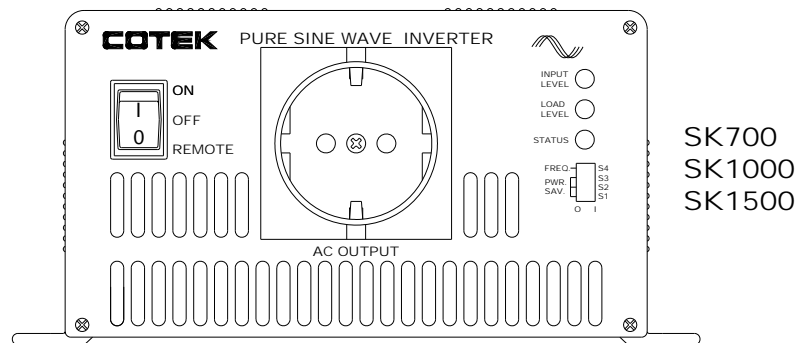 COTEK PURE SINE WAVE INVERTER
ON
OFF
REMOTE
I
0
INPUT
LEVEL
LOAD
LEVEL
STATUS
FREQ.
PWR.
SAV.
S4
S3
S2
S1
O I
AC OUTPUT
SK700
SK1000
SK1500